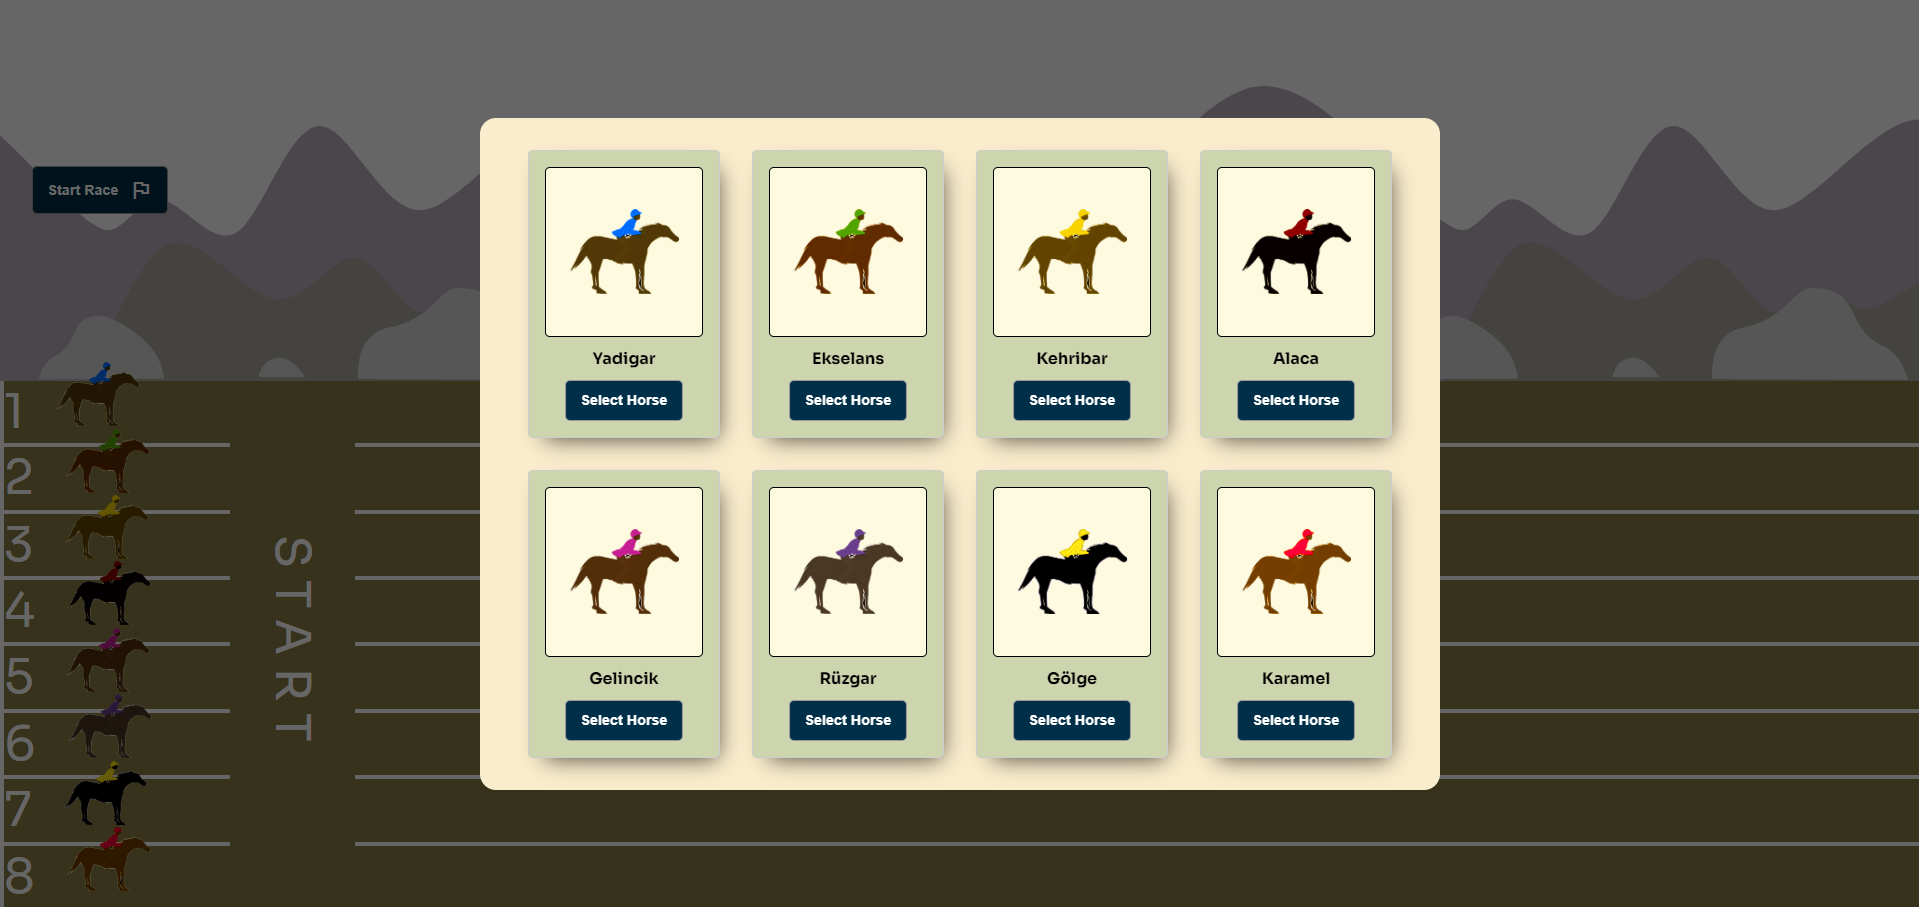 Start Race
1
2
3
4
5
6
7
8
START
Yadigar
Select Horse
Ekselans
Select Horse
Kehribar
Select Horse
Alaca
Select Horse
Gelincik
Select Horse
Rüzgar
Select Horse
Gölge
Select Horse
Karamel
Select Horse